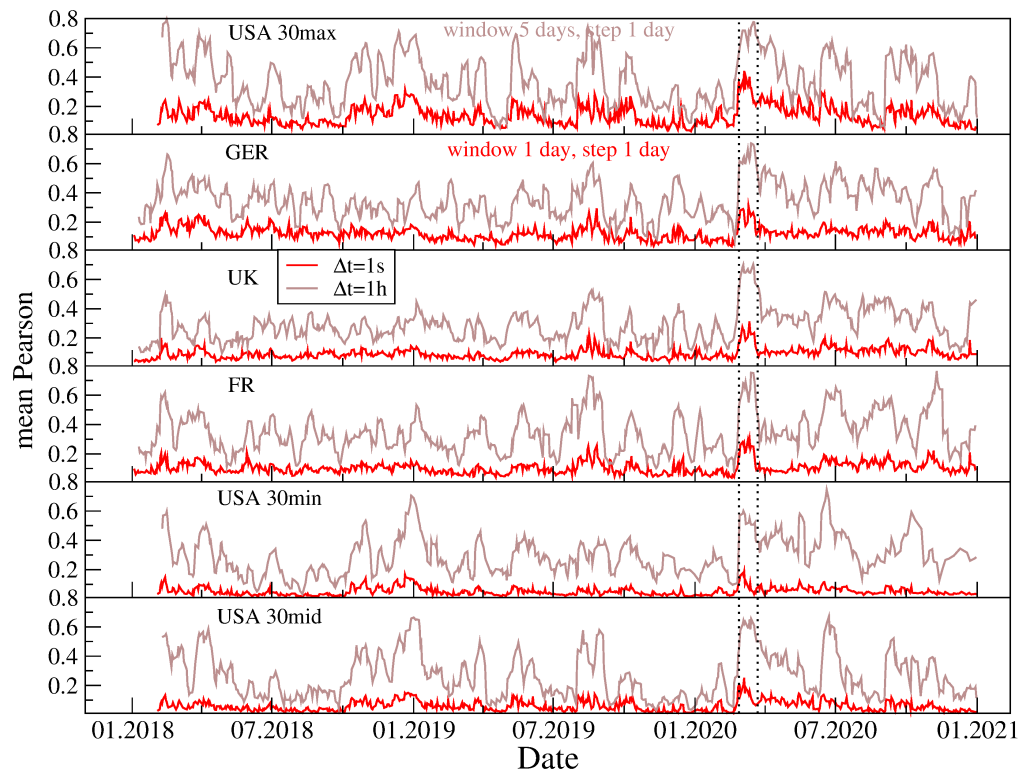 0.8
USA 30max
window 5 days, step 1 day
0.6
0.4
0.2
0.8
GER
window 1 day, step 1 day
0.6
0.4
0.2
0.8
UK
Δt=1s
Δt=1h
0.6
0.4
0.2
0.8
FR
0.6
0.4
0.2
0.8
USA 30min
0.6
0.4
0.2
0.8
USA 30mid
0.6
0.4
0.2
mean Pearson
01.2018
07.2018
01.2019
07.2019
01.2020
07.2020
01.2021
Date